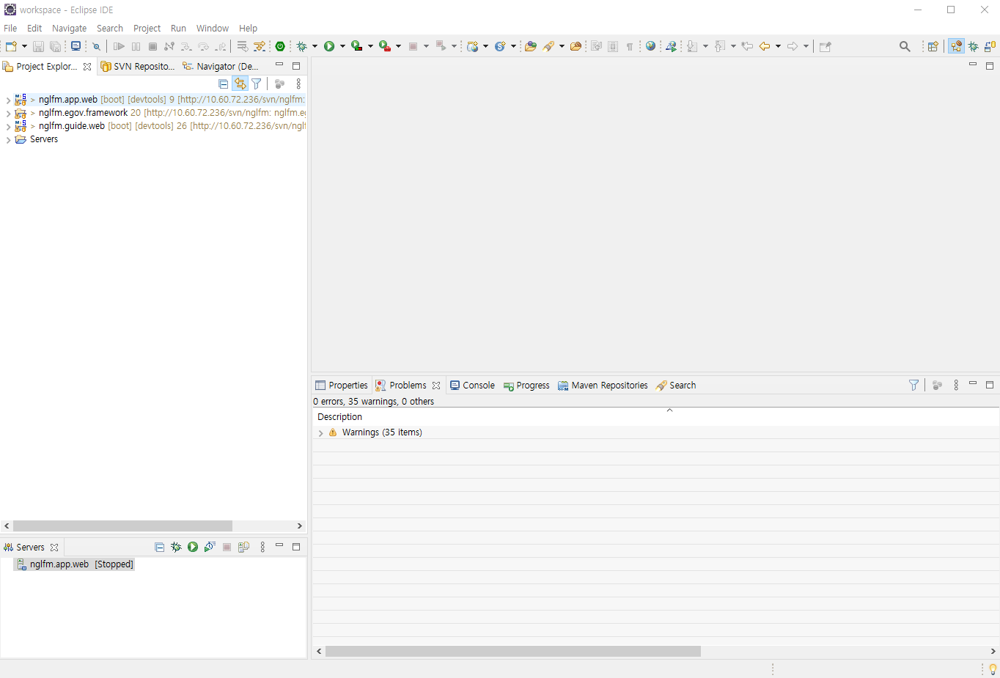 workspace - Eclipse IDE
File Edit Navigate Search Project Run Window Help
Project Explor... SVN Reposito... Navigator (De...
> nglfm.app.web [boot] [devtools] 9 [http://10.60.72.236/svn/nglfm:
> nglfm.egov.framework 20 [http://10.60.72.236/svn/nglfm: nglfm.eg
> nglfm.guide.web [boot] [devtools] 26 [http://10.60.72.236/svn/nglf
Servers
Properties Problems Console Progress Maven Repositories Search
0 errors, 35 warnings, 0 others
Description
Warnings (35 items)
Servers
nglfm.app.web [Stopped]